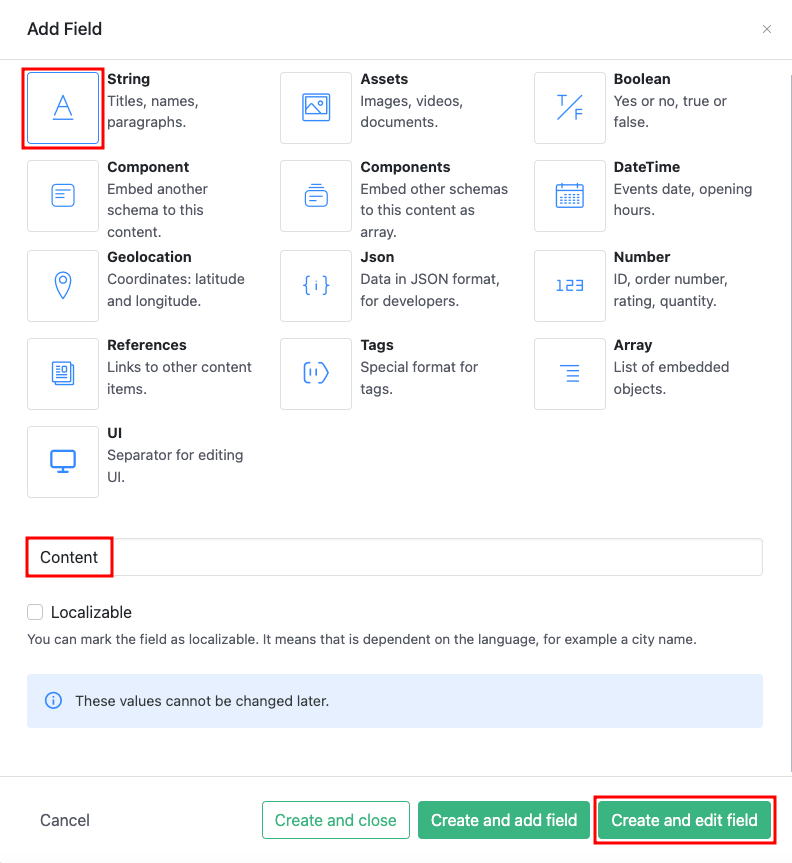 Add Field
String
Titles, names,
paragraphs.
Assets
Images, videos,
documents.
Boolean
Yes or no, true or
false.
Component
Embed another
schema to this
content.
Components
Embed other schemas
to this content as
array.
DateTime
Events date, opening
hours.
Geolocation
Coordinates: latitude
and longitude.
Json
Data in JSON format,
for developers.
Number
ID, order number,
rating, quantity.
References
Links to other content
items.
Tags
Special format for
tags.
Array
List of embedded
objects.
UI
Separator for editing
UI.
Content
Localizable
You can mark the field as localizable. It means that is dependent on the language, for example a city name.
These values cannot be changed later.
Cancel
Create and close
Create and add field
Create and edit field